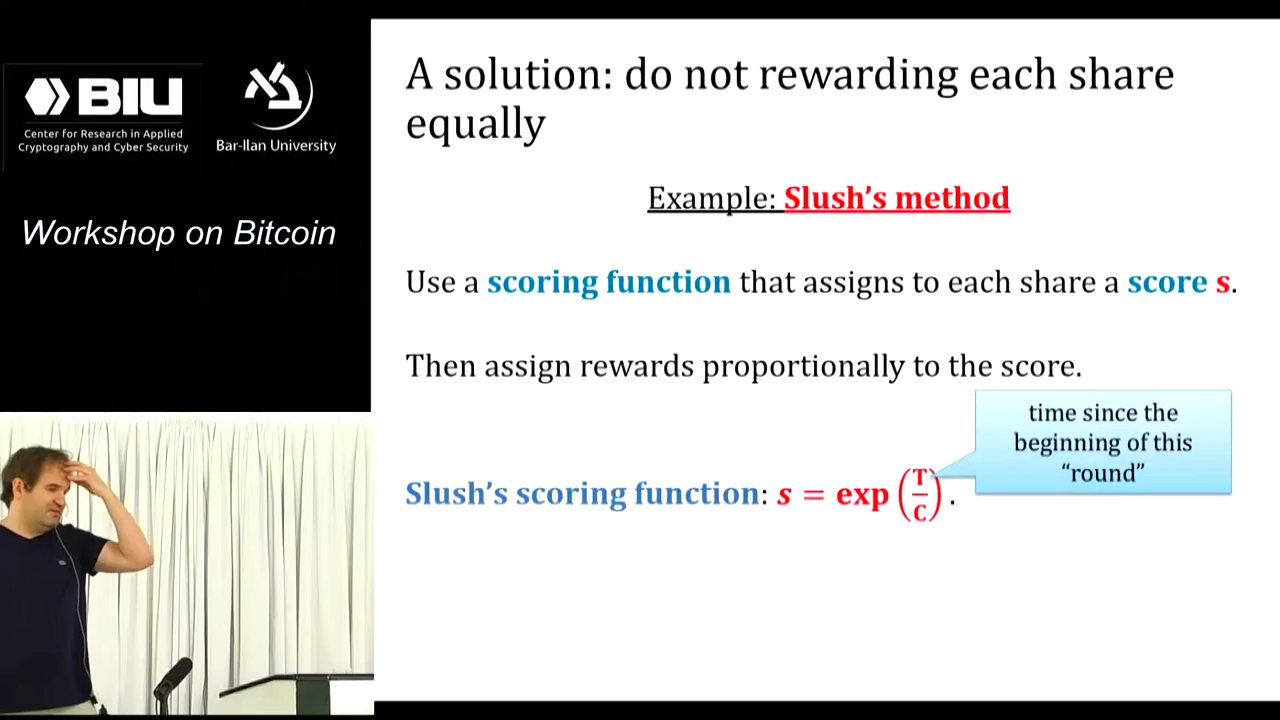 BIU
Center for Research in Applied
Cryptography and Cyber Security
Bar-Ilan University
Workshop on Bitcoin
A solution: do not rewarding each share
equally
Example: Slush's method
Use a scoring function that assigns to each share a score s.
Then assign rewards proportionally to the score.
time since the
beginning of this
“round”
Slush's scoring function: s = exp (T/C) .